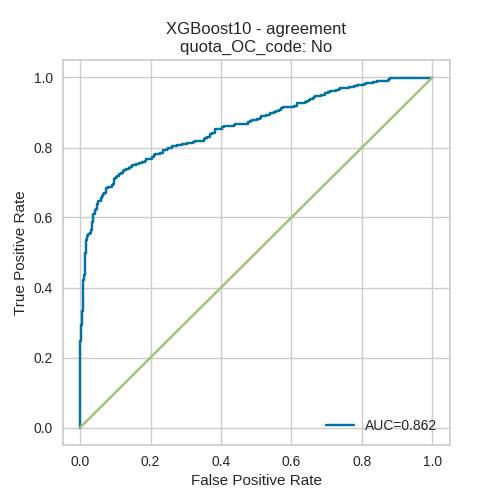 XGBoost10 - agreement
quota_OC_code: No
1.0
0.8
0.6
0.4
0.2
0.0
True Positive Rate
AUC=0.862
0.0 0.2 0.4 0.6 0.8 1.0
False Positive Rate